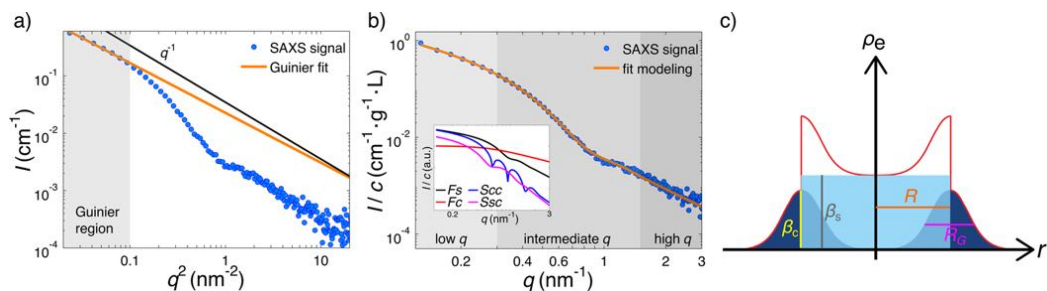 a)
q⁻¹
SAXS signal
Guinier fit
I (cm⁻¹)
10⁻¹
10⁻²
10⁻³
10⁻⁴
Guinier
region
0.1
1
10
q² (nm⁻²)
b)
SAXS signal
fit modeling
I / c (cm⁻¹·g⁻¹·L)
10⁰
10⁻²
10⁻⁴
I / c (a.u.)
Fs Scc
Fc Ssc
0.2 3
q (nm⁻¹)
low q intermediate q high q
0.2 0.4 0.6 1 2 3
q (nm⁻¹)
c)
ρe
R
βs
βc
RG
r